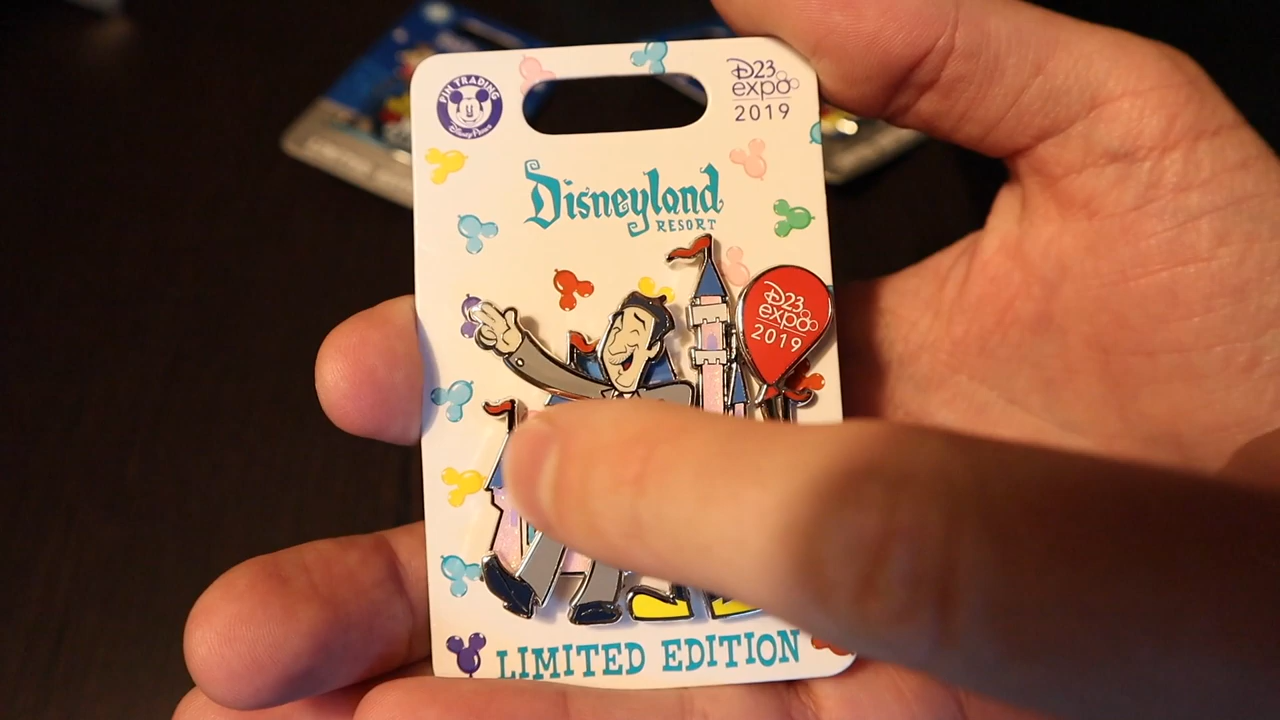 PIN TRADING
Disney Parks
D23
expo
2019
Disneyland
RESORT
D23
expo
2019
LIMITED EDITION